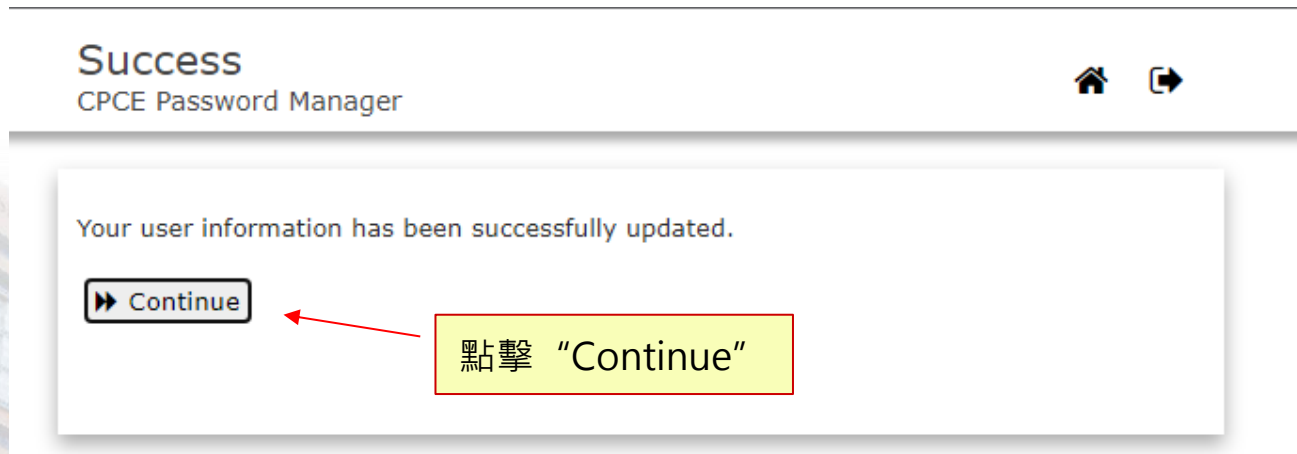 Success
CPCE Password Manager
Your user information has been successfully updated.
Continue
點擊 “Continue”